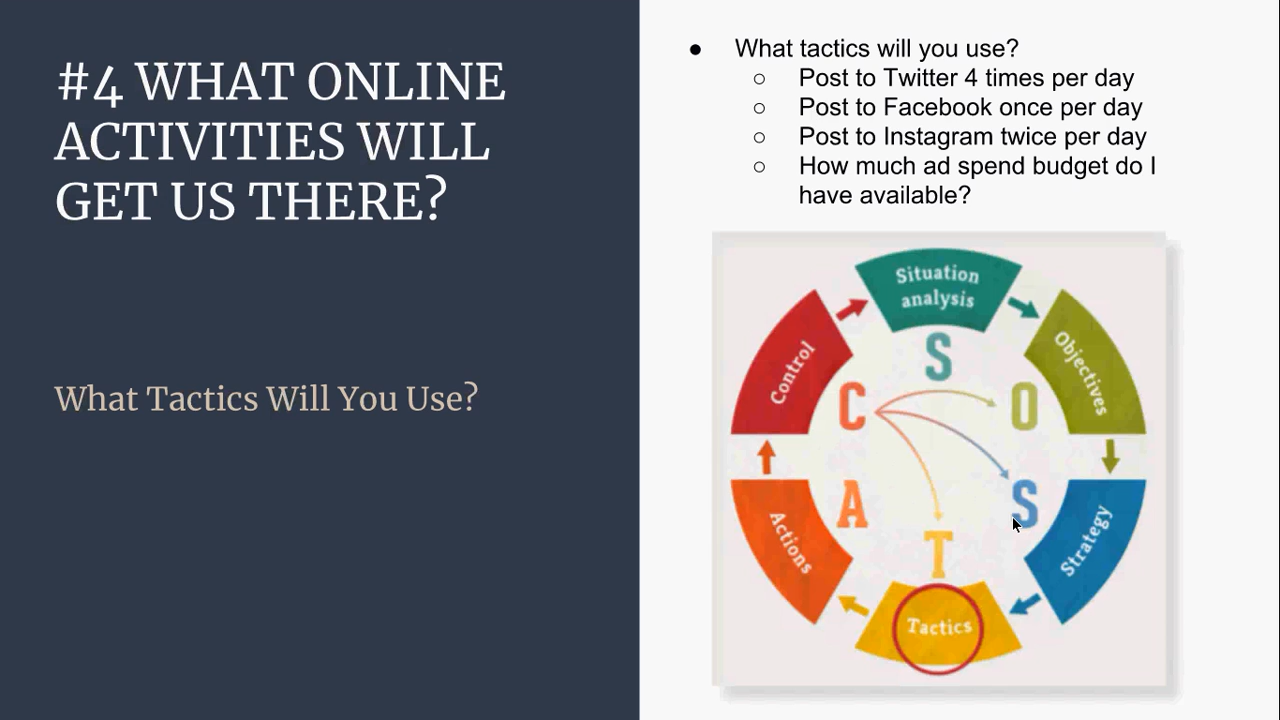 #4 WHAT ONLINE
ACTIVITIES WILL
GET US THERE?
What Tactics Will You Use?
● What tactics will you use?
○ Post to Twitter 4 times per day
○ Post to Facebook once per day
○ Post to Instagram twice per day
○ How much ad spend budget do I
have available?
Situation
analysis
Objectives
Strategy
Tactics
Actions
Control
S
O
S
T
A
C